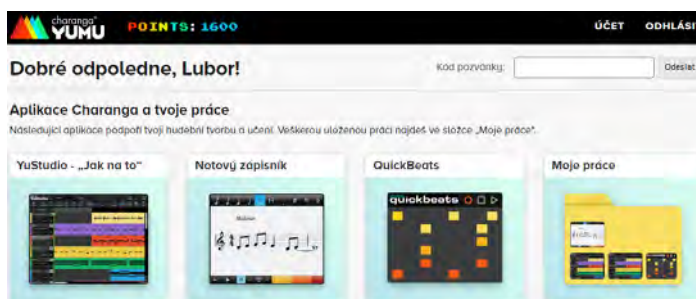 charanga
YUMU
POINTS: 1600
ÚČET
ODHLÁSI
Dobré odpoledne, Lubor!
Kód pozvánky:
Odeslat
Aplikace Charanga a tvoje práce
Následující aplikace podpoří tvoji hudební tvorbu a učení. Veškerou uloženou práci najdeš ve složce „Moje práce“.
YuStudio - „Jak na to“
Notový zápisník
QuickBeats
Moje práce
quickbeats